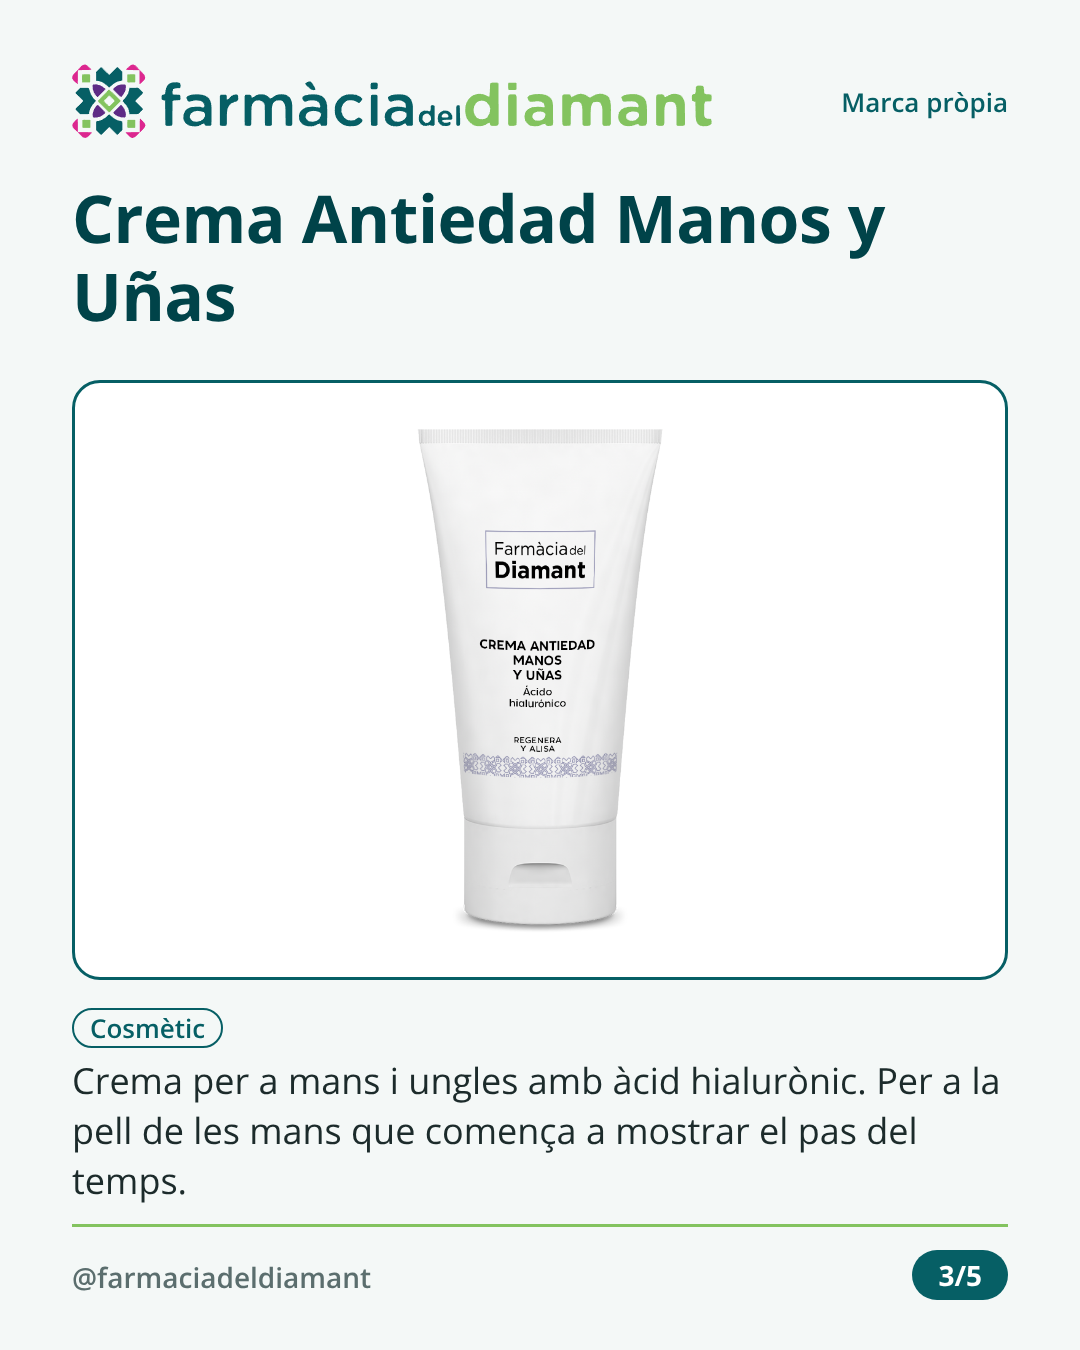 farmàciadeldiamant
Marca pròpia
Crema Antiedad Manos y
Uñas
Farmàciadel
Diamant
CREMA ANTIEDAD
MANOS
Y UÑAS
Ácido
hialurónico
REGENERA
Y ALISA
Cosmètic
Crema per a mans i ungles amb àcid hialurònic. Per a la
pell de les mans que comença a mostrar el pas del
temps.
@farmaciadeldiamant
3/5